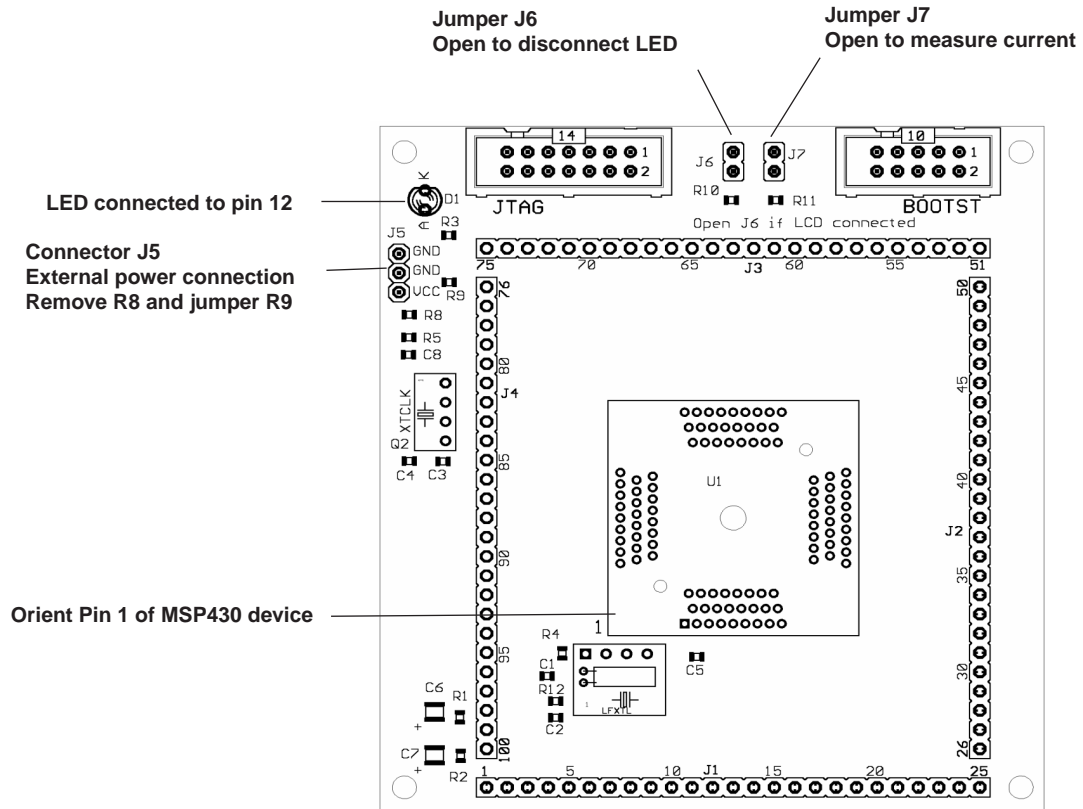 Jumper J6
Open to disconnect LED
Jumper J7
Open to measure current
LED connected to pin 12
Connector J5
External power connection
Remove R8 and jumper R9
Orient Pin 1 of MSP430 device
14
1
2
JTAG
J6
J7
R10
R11
10
1
2
BOOTST
Open J6 if LCD connected
K
D1
A
R3
J5
GND
GND
VCC
R9
R8
R5
C8
XTCLK
1
Q2
C4
C3
75
70
65
J3
60
55
51
76
80
J4
85
90
95
100
50
45
40
J2
35
30
26
U1
1
R4
C1
R12
C2
1
LFXTL
C5
C6
R1
+
C7
R2
+
1
5
10
J1
15
20
25